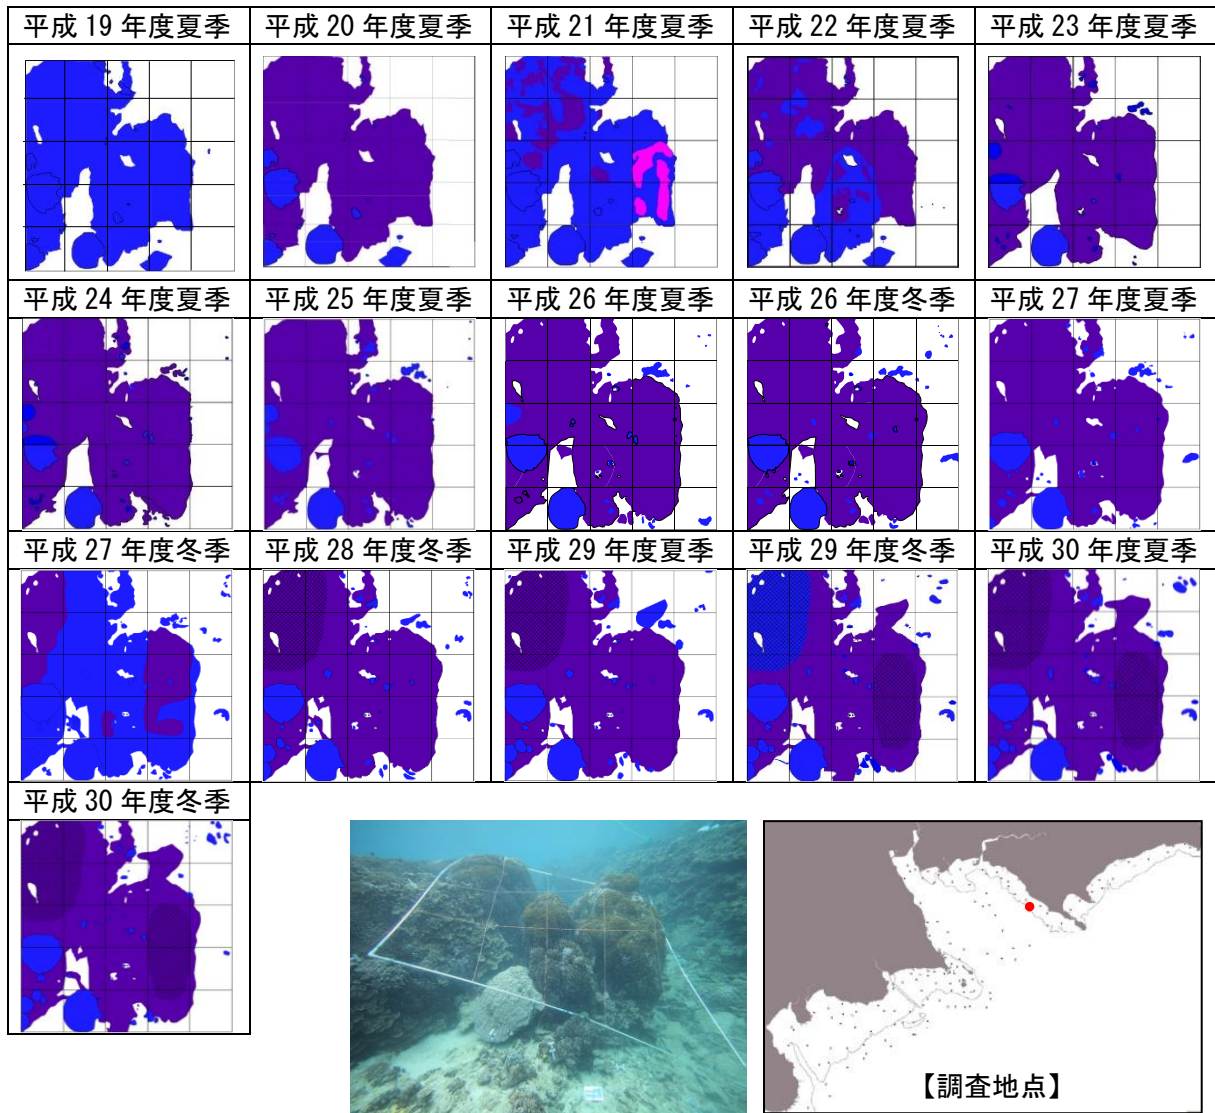 平成 19 年度夏季
平成 20 年度夏季
平成 21 年度夏季
平成 22 年度夏季
平成 23 年度夏季
平成 24 年度夏季
平成 25 年度夏季
平成 26 年度夏季
平成 26 年度冬季
平成 27 年度夏季
平成 27 年度冬季
平成 28 年度冬季
平成 29 年度夏季
平成 29 年度冬季
平成 30 年度夏季
平成 30 年度冬季
【調査地点】